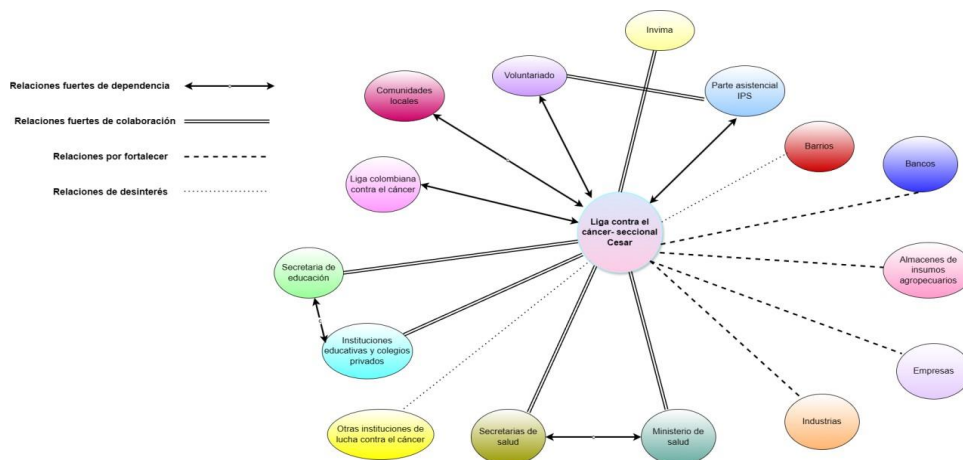 Relaciones fuertes de dependencia
Relaciones fuertes de colaboración
Relaciones por fortalecer
Relaciones de desinterés
Invima
Voluntariado
Parte asistencial
IPS
Comunidades
locales
Barrios
Bancos
Liga colombiana
contra el cáncer
Liga contra el
cáncer- seccional
Cesar
Secretaria de
educación
Almacenes de
insumos
agropecuarios
Instituciones
educativas y colegios
privados
Empresas
Otras instituciones de
lucha contra el cáncer
Secretarias de
salud
Ministerio de
salud
Industrias